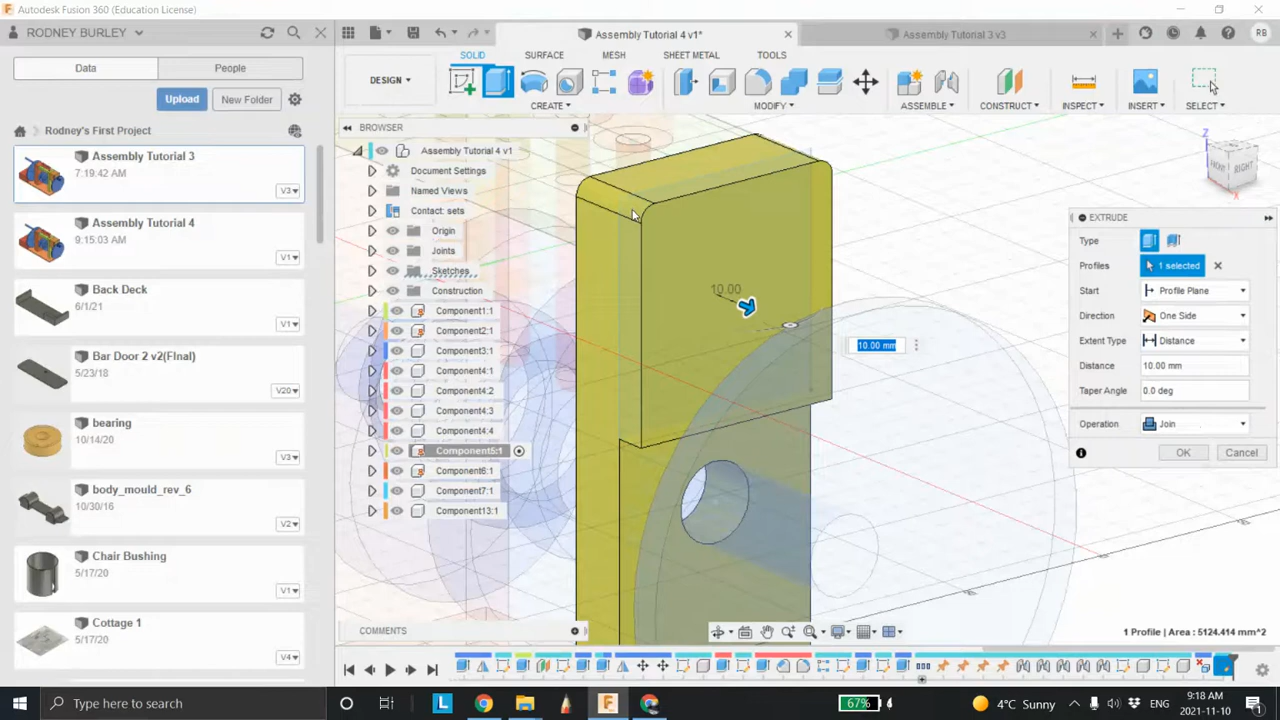 Autodesk Fusion 360 (Education License)
RODNEY BURLEY
Assembly Tutorial 4 v1*
Assembly Tutorial 3 v3
RB
Data
People
Upload
New Folder
Rodney's First Project
Assembly Tutorial 3
7:19:42 AM
V3
Assembly Tutorial 4
9:15:03 AM
V1
Back Deck
6/1/21
V1
Bar Door 2 v2(FInal)
5/23/18
V20
bearing
10/14/20
V3
body_mould_rev_6
10/30/16
V2
Chair Bushing
5/17/20
V1
Cottage 1
5/17/20
V4
DESIGN
SOLID
SURFACE
MESH
SHEET METAL
TOOLS
CREATE
MODIFY
ASSEMBLE
CONSTRUCT
INSPECT
INSERT
SELECT
BROWSER
Assembly Tutorial 4 v1
Document Settings
Named Views
Contact: sets
Origin
Joints
Sketches
Construction
Component1:1
Component2:1
Component3:1
Component4:1
Component4:2
Component4:3
Component4:4
Component5:1
Component6:1
Component7:1
Component13:1
10.00
10.00 mm
Z
HOME
RIGHT
X
EXTRUDE
Type
Profiles
1 selected
Start
Profile Plane
Direction
One Side
Extent Type
Distance
Distance
10.00 mm
Taper Angle
0.0 deg
Operation
Join
OK
Cancel
COMMENTS
1 Profile | Area : 5124.414 mm^2
Type here to search
L
F
67%
4°C Sunny
ENG
9:18 AM
2021-11-10
1